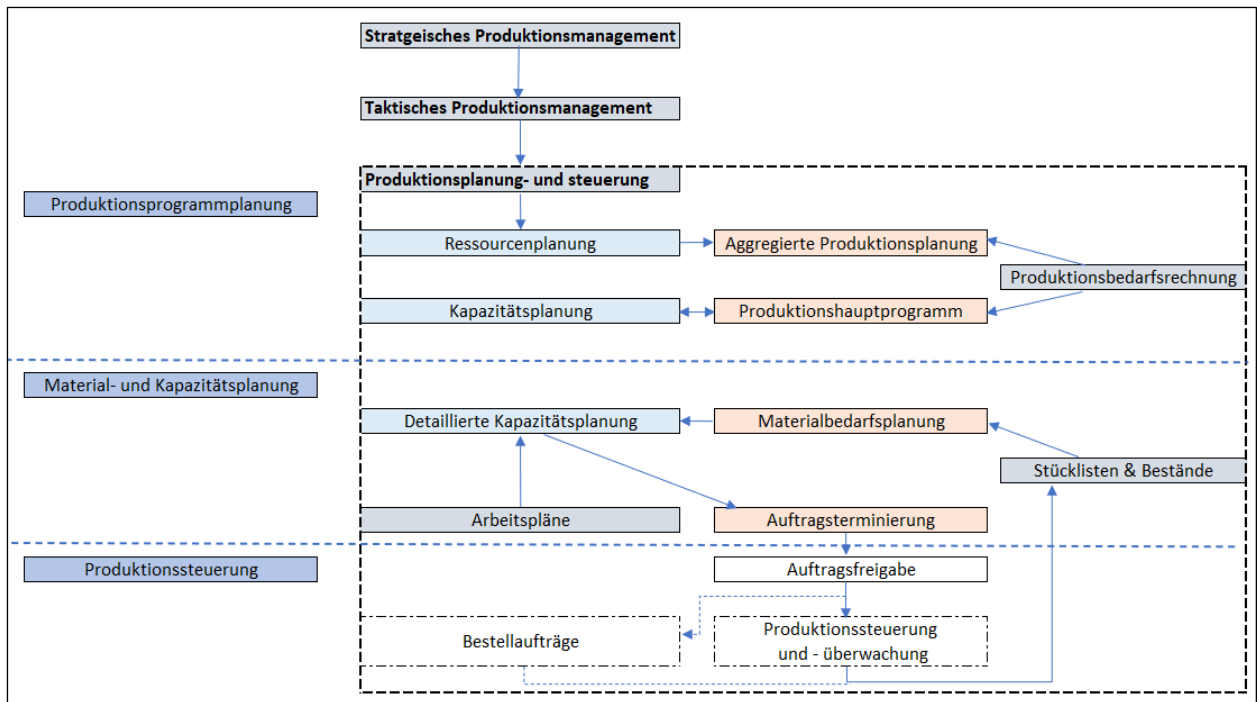 Stratgeisches Produktionsmanagement
Taktisches Produktionsmanagement
Produktionsplanung- und steuerung
Produktionsprogrammplanung
Ressourcenplanung
Aggregierte Produktionsplanung
Produktionsbedarfsrechnung
Kapazitätsplanung
Produktionshauptprogramm
Material- und Kapazitätsplanung
Detaillierte Kapazitätsplanung
Materialbedarfsplanung
Stücklisten & Bestände
Arbeitspläne
Auftragsterminierung
Produktionssteuerung
Auftragsfreigabe
Bestellaufträge
Produktionssteuerung
und - überwachung